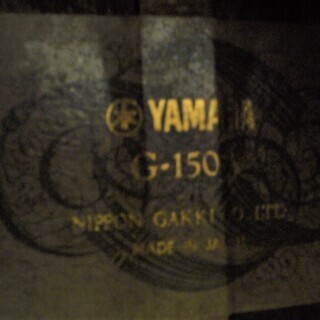 YAMAHA
G-150
NIPPON GAKKI CO. LTD.
MADE IN JAPAN